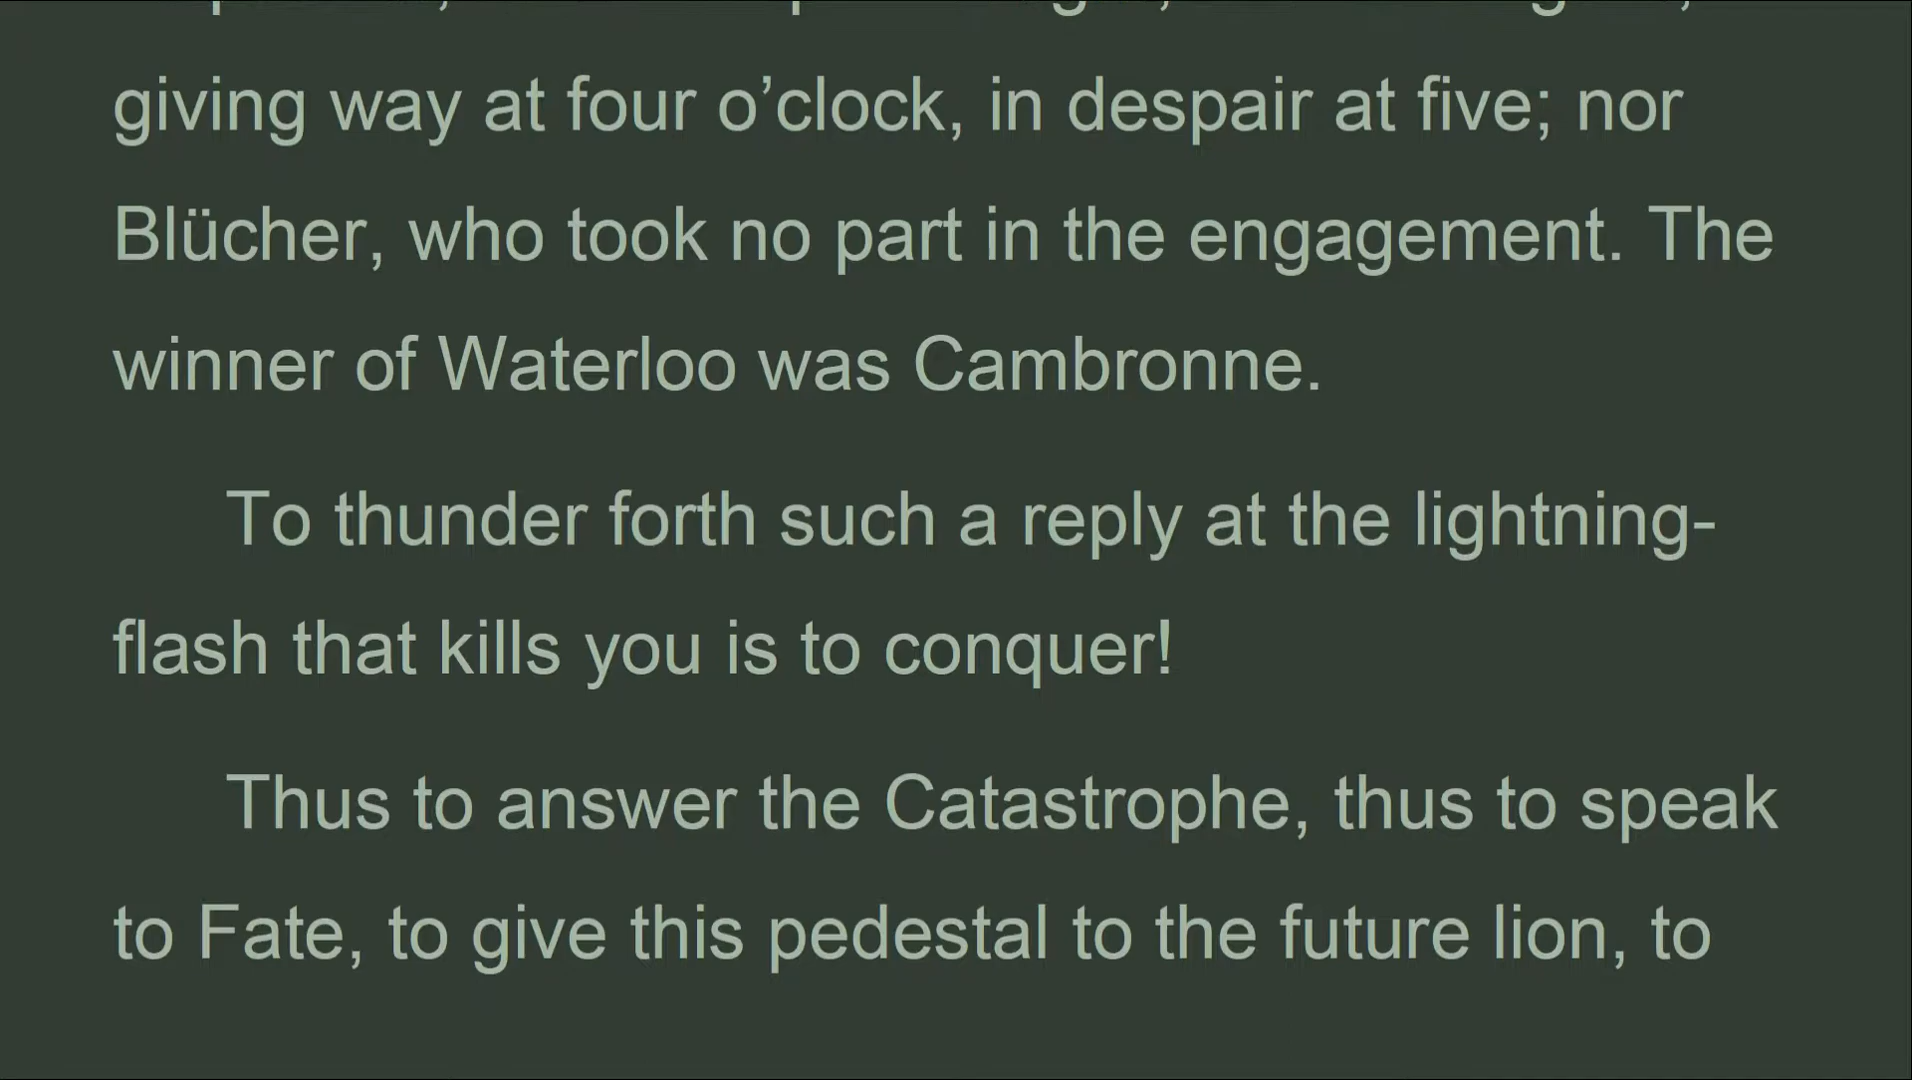 giving way at four o’clock, in despair at five; nor
Blücher, who took no part in the engagement. The
winner of Waterloo was Cambronne.
To thunder forth such a reply at the lightning-
flash that kills you is to conquer!
Thus to answer the Catastrophe, thus to speak
to Fate, to give this pedestal to the future lion, to